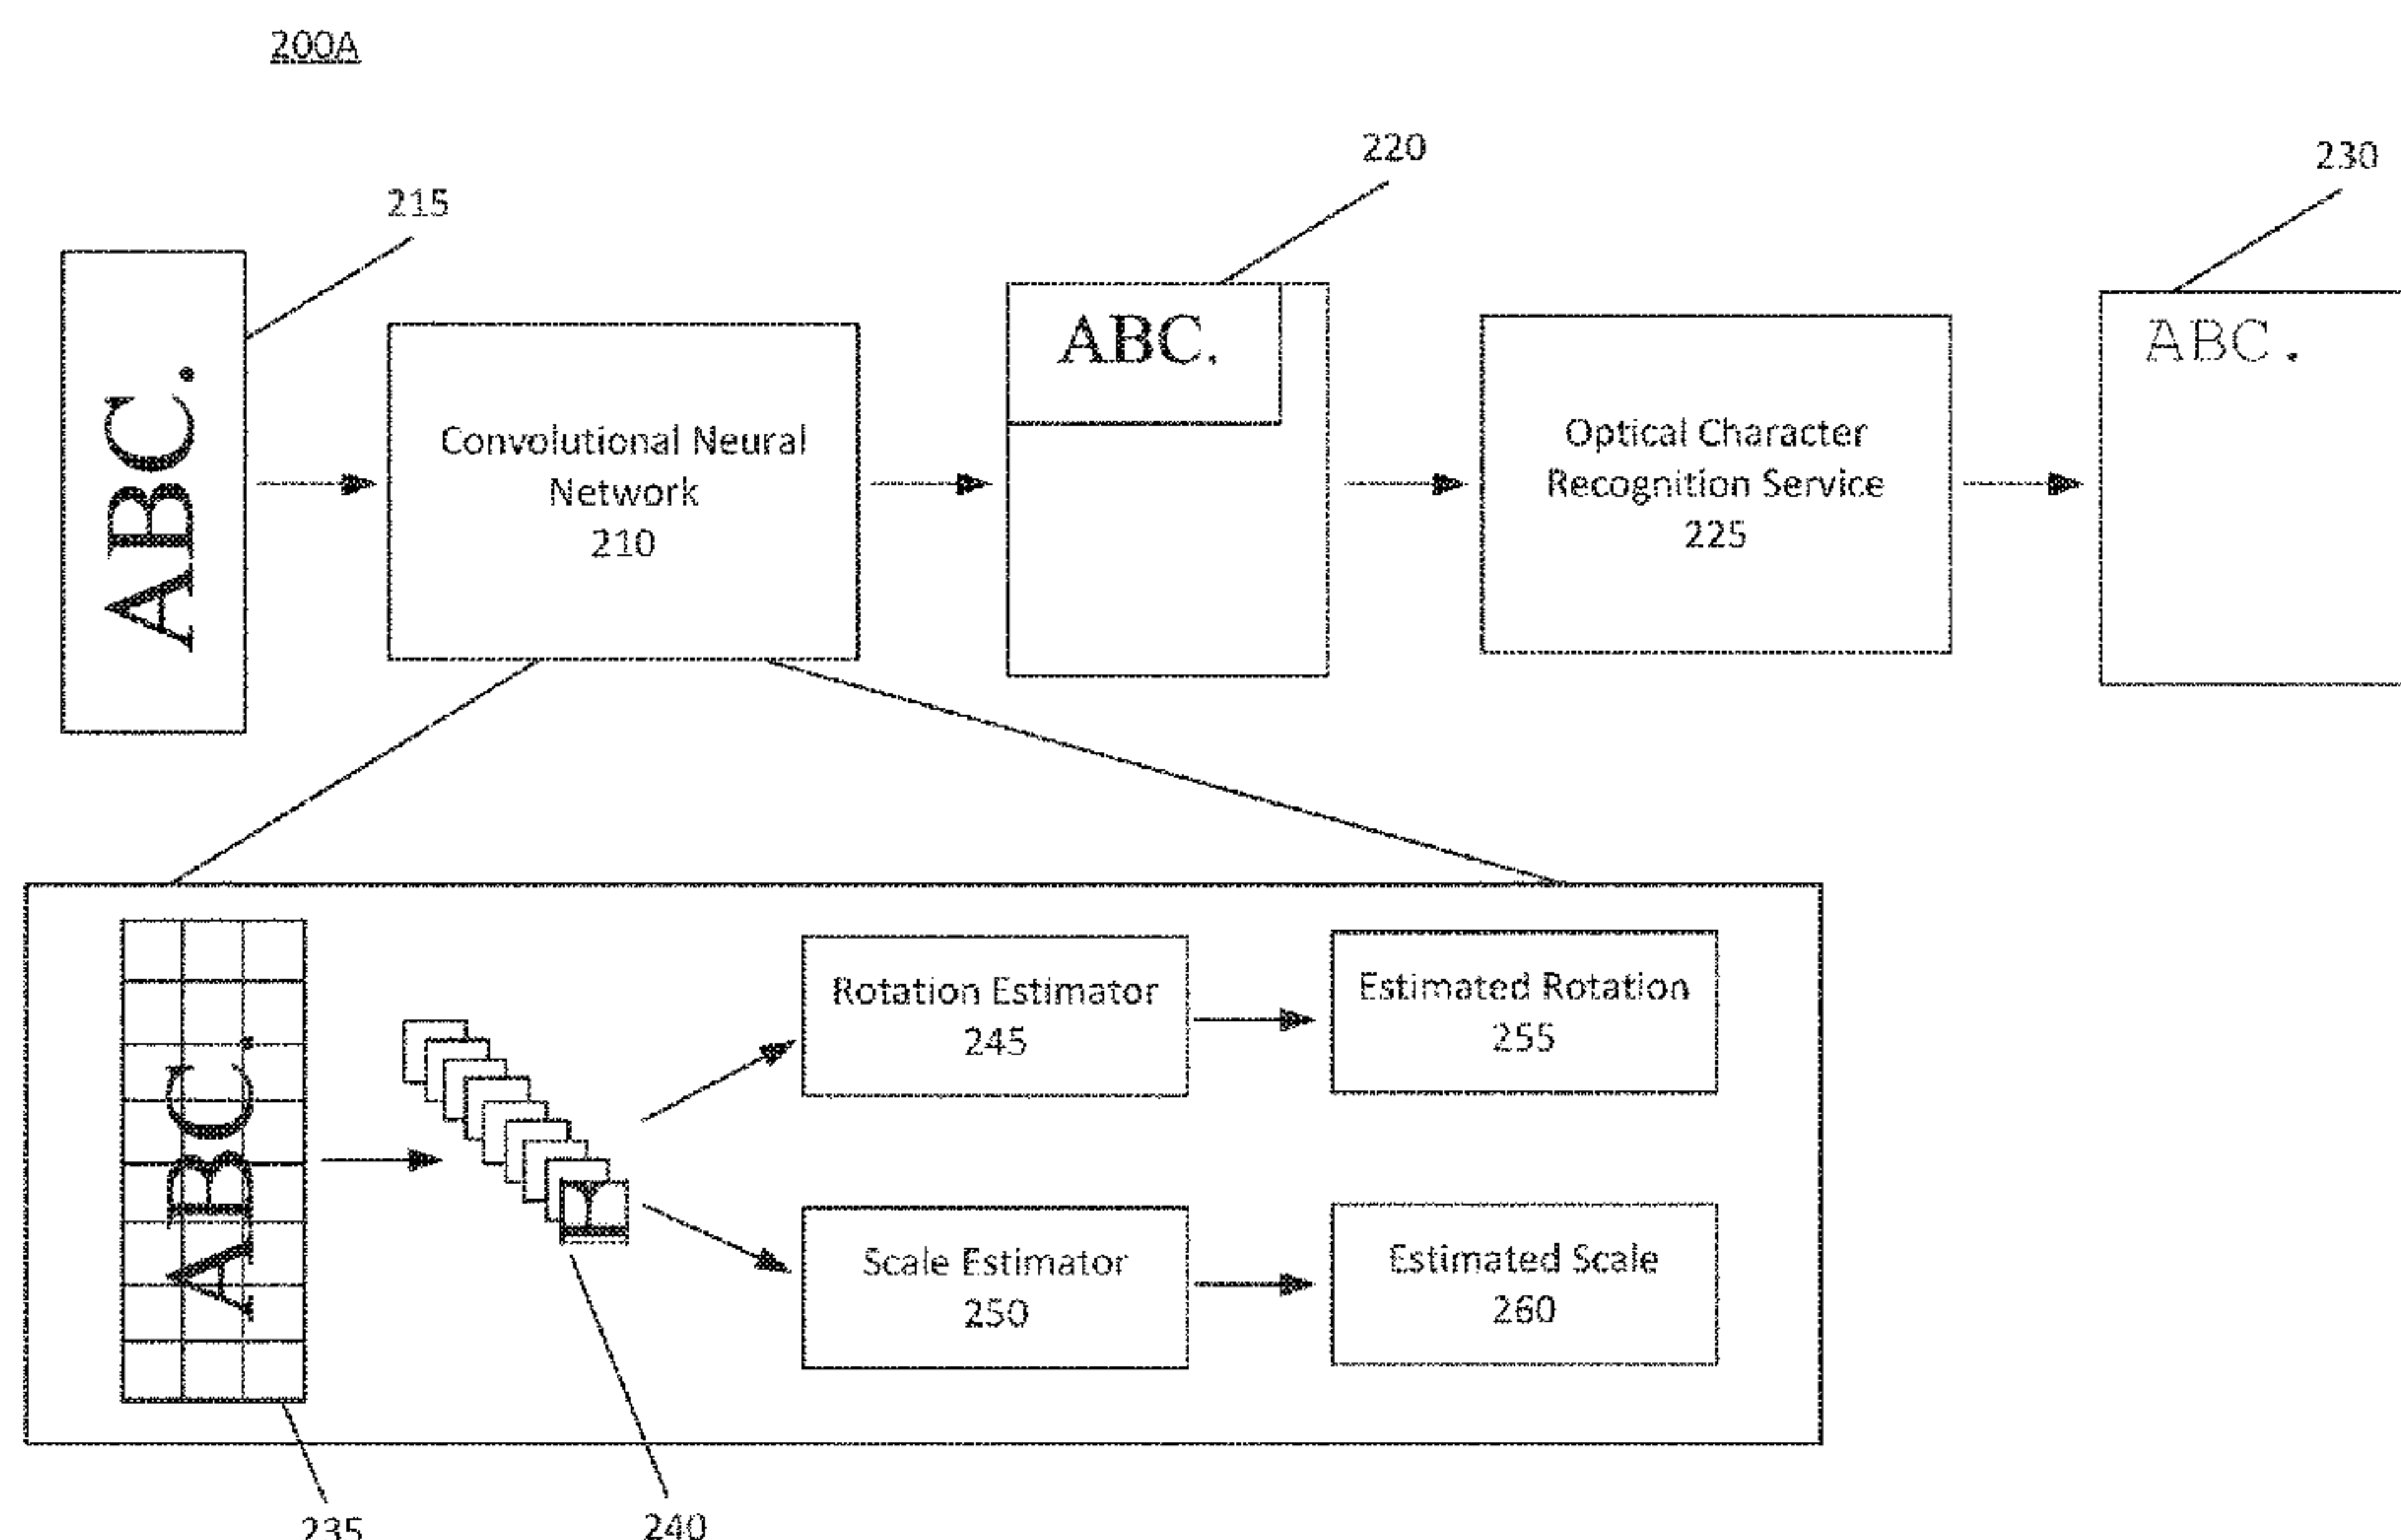 200A
215
220
230
ABC.
Convolutional Neural
Network
210
ABC.
Optical Character
Recognition Service
225
ABC.
ABC.
Rotation Estimator
245
Estimated Rotation
255
Scale Estimator
250
Estimated Scale
260
235
240